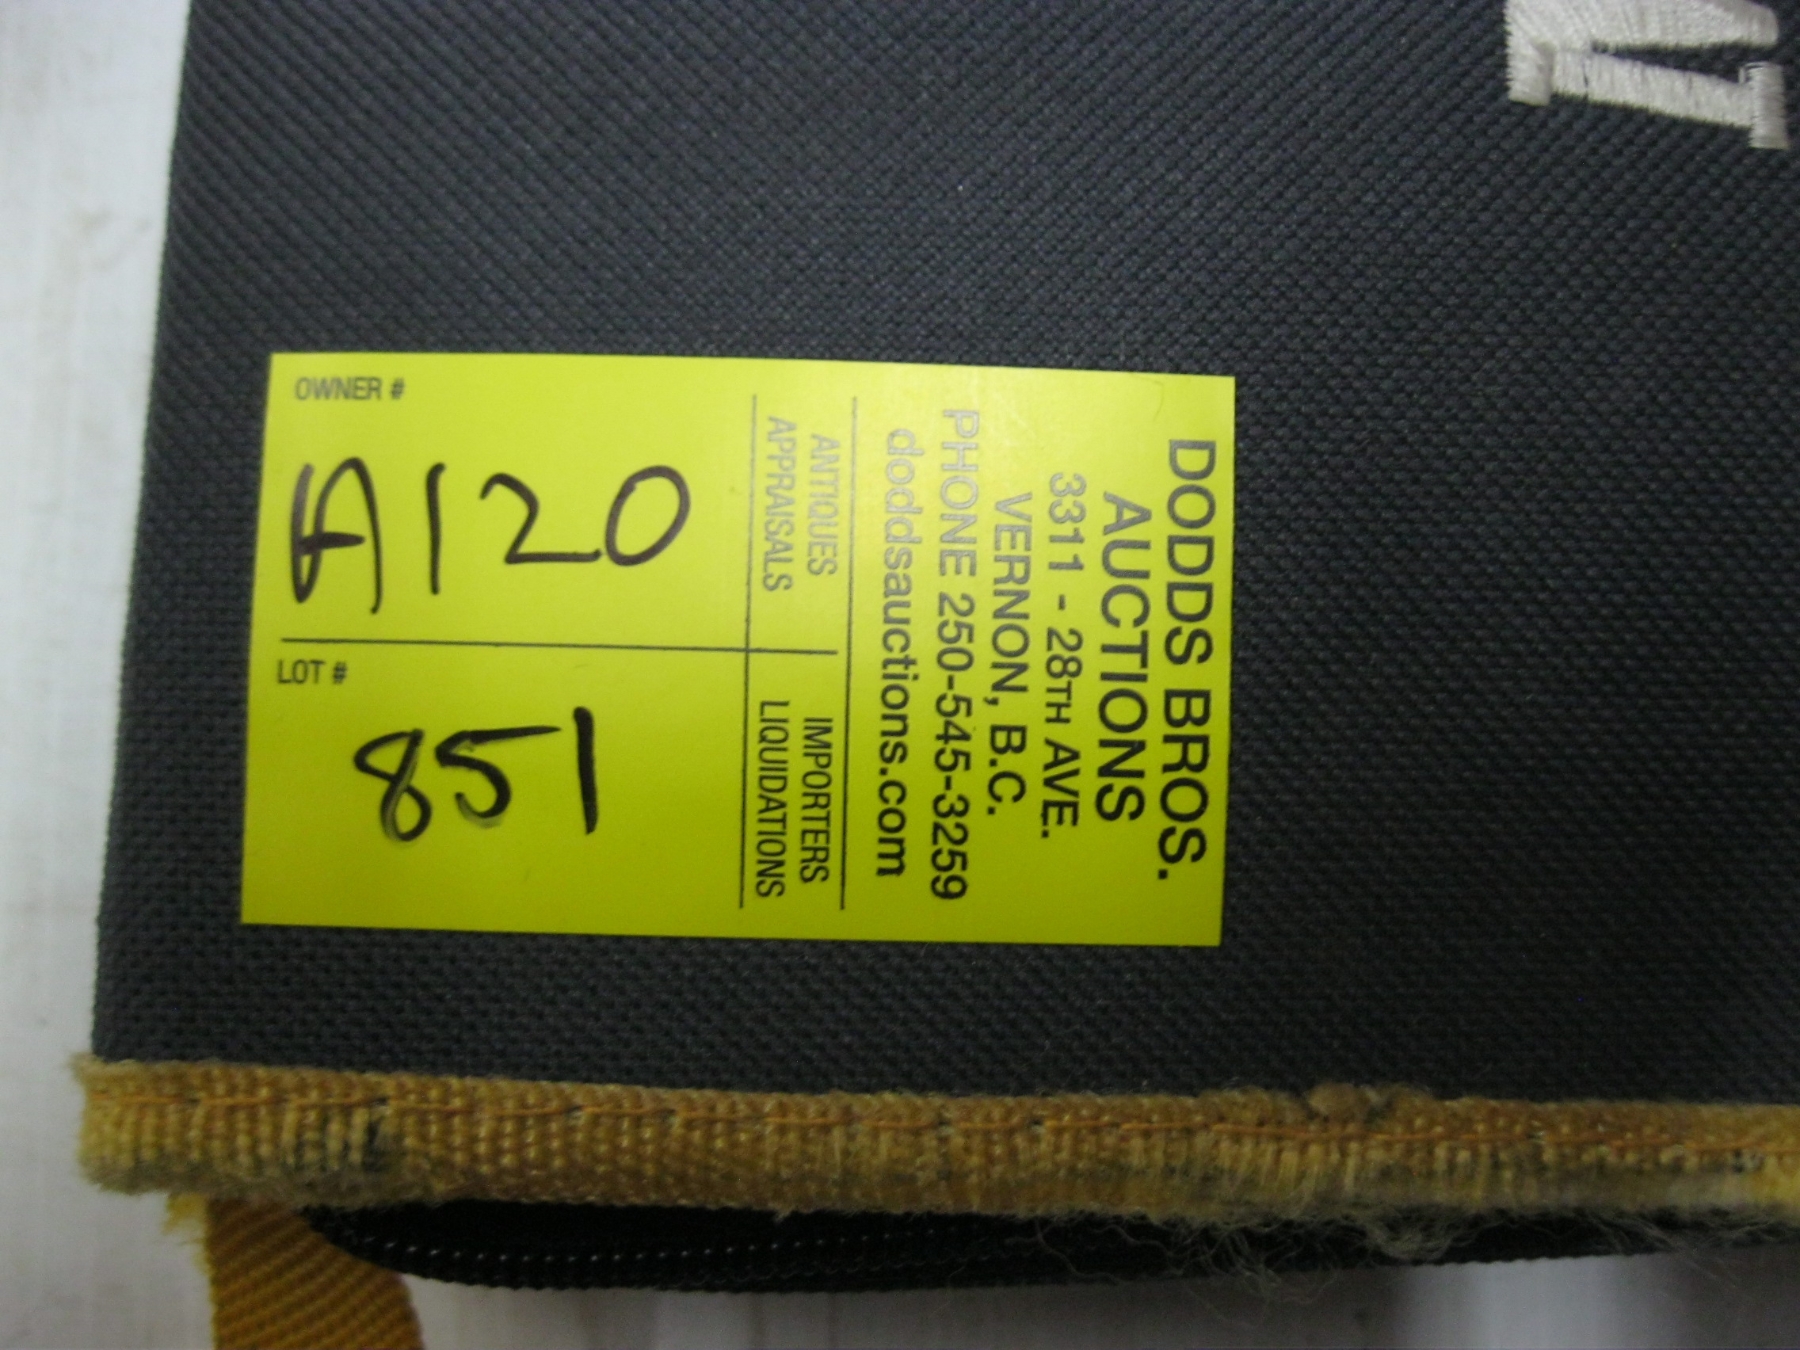 DODDS BROS.
AUCTIONS
3311 - 28TH AVE.
VERNON, B.C.
PHONE 250-545-3259
doddsauctions.com
ANTIQUES IMPORTERS
APPRAISALS LIQUIDATIONS
OWNER #
A120
LOT #
851